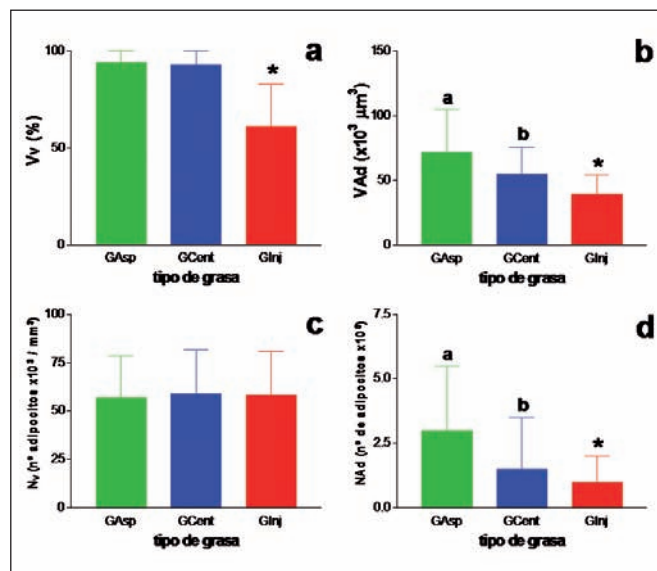 a
Vv (%)
100
50
0
*
GAsp GCent GInj
tipo de grasa
b
VAd (x10³ µm³)
150
100
50
0
a
b
*
GAsp GCent GInj
tipo de grasa
c
Nv (nº adipocitos x10³ / mm³)
100
75
50
25
0
GAsp GCent GInj
tipo de grasa
d
NAd (nº de adipocitos
7.5
5.0
2.5
0.0
a
b
*
GAsp GCent GInj
tipo de grasa